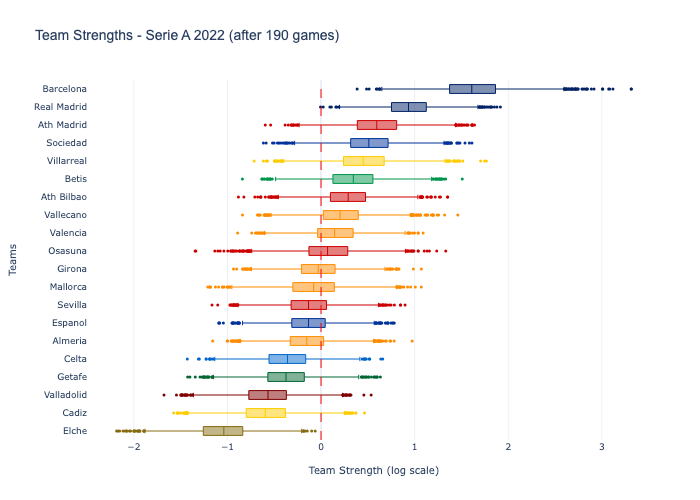 Team Strengths - Serie A 2022 (after 190 games)
Barcelona
Real Madrid
Ath Madrid
Sociedad
Villarreal
Betis
Ath Bilbao
Vallecano
Valencia
Osasuna
Girona
Mallorca
Sevilla
Espanol
Almeria
Celta
Getafe
Valladolid
Cadiz
Elche
Teams
−2 −1 0 1 2 3
Team Strength (log scale)